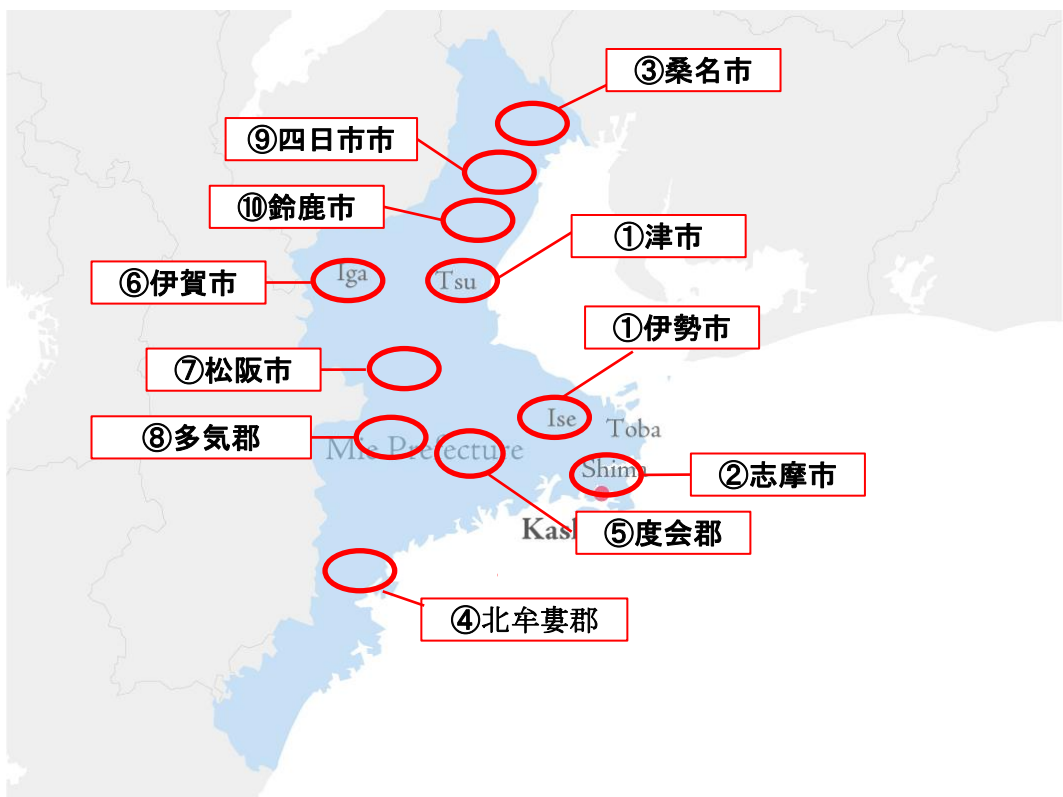 ③桑名市
⑨四日市市
⑩鈴鹿市
①津市
⑥伊賀市
Iga
Tsu
①伊勢市
⑦松阪市
Ise
Toba
⑧多気郡
Mie Prefecture
Shima
②志摩市
⑤度会郡
④北牟婁郡